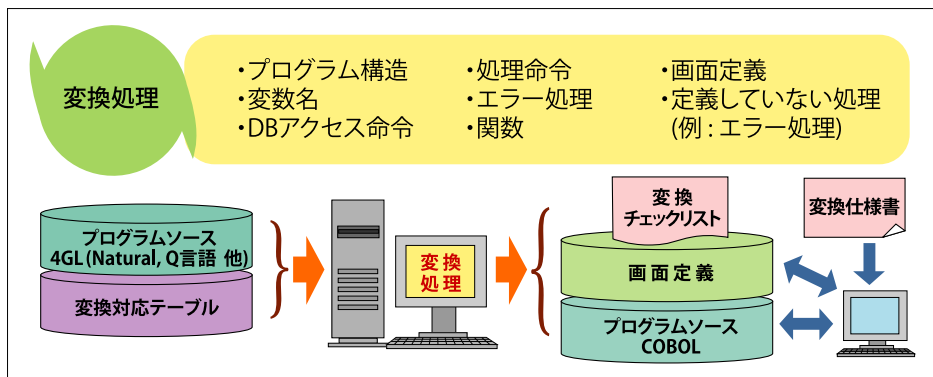 変換処理
・プログラム構造
・変数名
・DBアクセス命令
・処理命令
・エラー処理
・関数
・画面定義
・定義していない処理
(例：エラー処理)
プログラムソース
4GL(Natural, Q言語 他)
変換対応テーブル
変換
処理
変換
チェックリスト
画面定義
プログラムソース
COBOL
変換仕様書